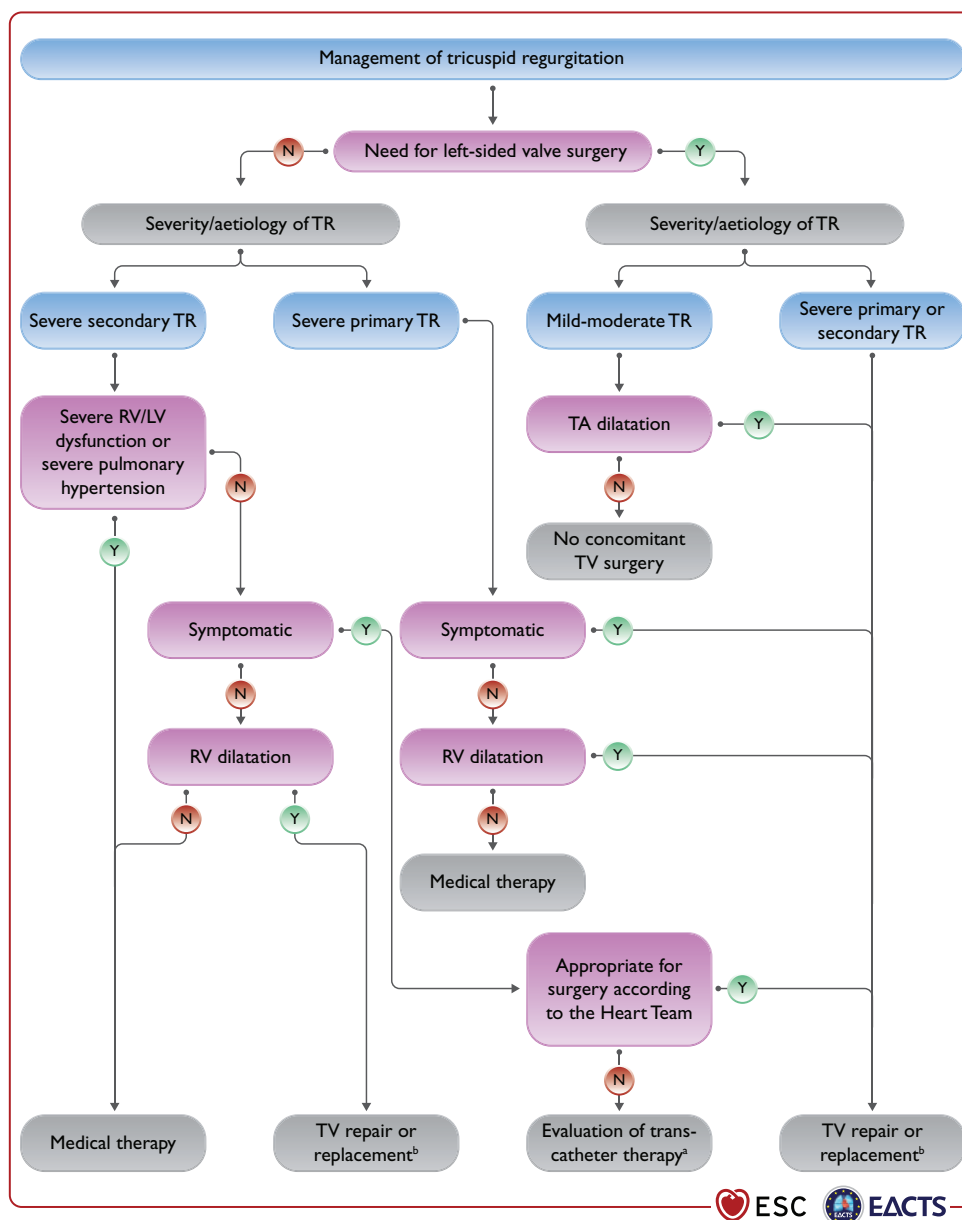 Management of tricuspid regurgitation
N
Need for left-sided valve surgery
Y
Severity/aetiology of TR
Severity/aetiology of TR
Severe secondary TR
Severe primary TR
Mild-moderate TR
Severe primary or
secondary TR
Severe RV/LV
dysfunction or
severe pulmonary
hypertension
TA dilatation
Y
N
N
No concomitant
TV surgery
Y
Symptomatic
Y
Symptomatic
Y
N
N
RV dilatation
RV dilatation
Y
N
Y
N
Medical therapy
Appropriate for
surgery according
to the Heart Team
Y
N
Medical therapy
TV repair or
replacementᵇ
Evaluation of trans-
catheter therapyᵃ
TV repair or
replacementᵇ
ESC
EACTS
EACTS